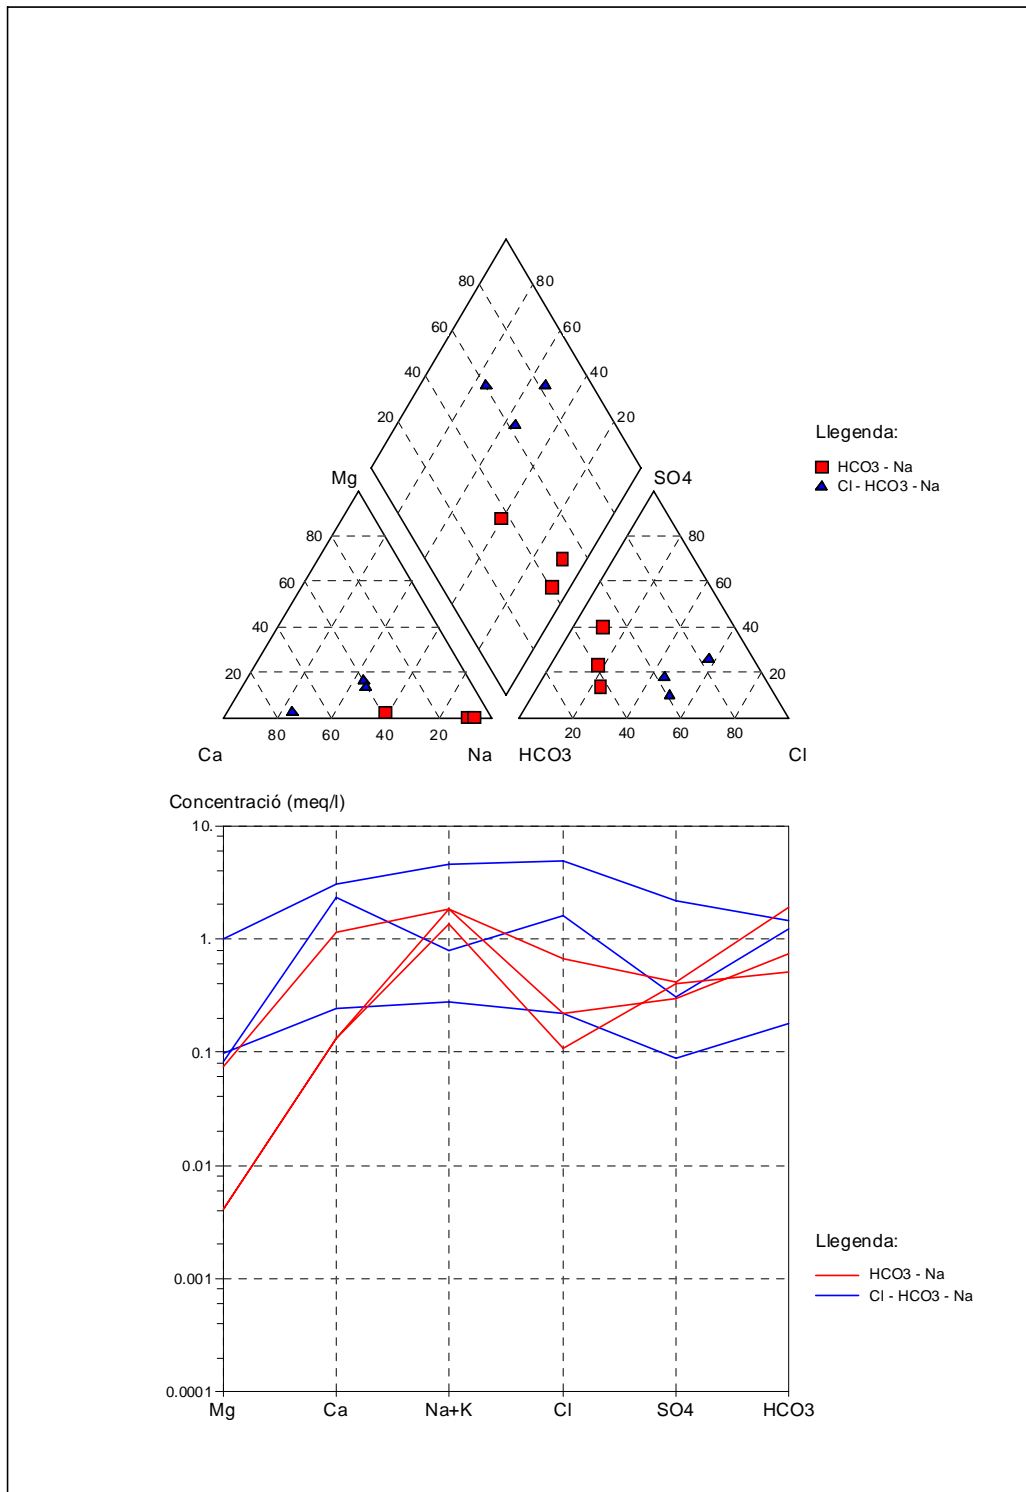 80 80
60 60
40 40
20 20
Mg SO4
Llegenda:
HCO3 - Na
Cl - HCO3 - Na
80 80
60 60
40 40
20 20
80 60 40 20 20 40 60 80
Ca Na HCO3 Cl
Concentració (meq/l)
10.
1.
0.1
0.01
0.001
0.0001
Mg Ca Na+K Cl SO4 HCO3
Llegenda:
HCO3 - Na
Cl - HCO3 - Na